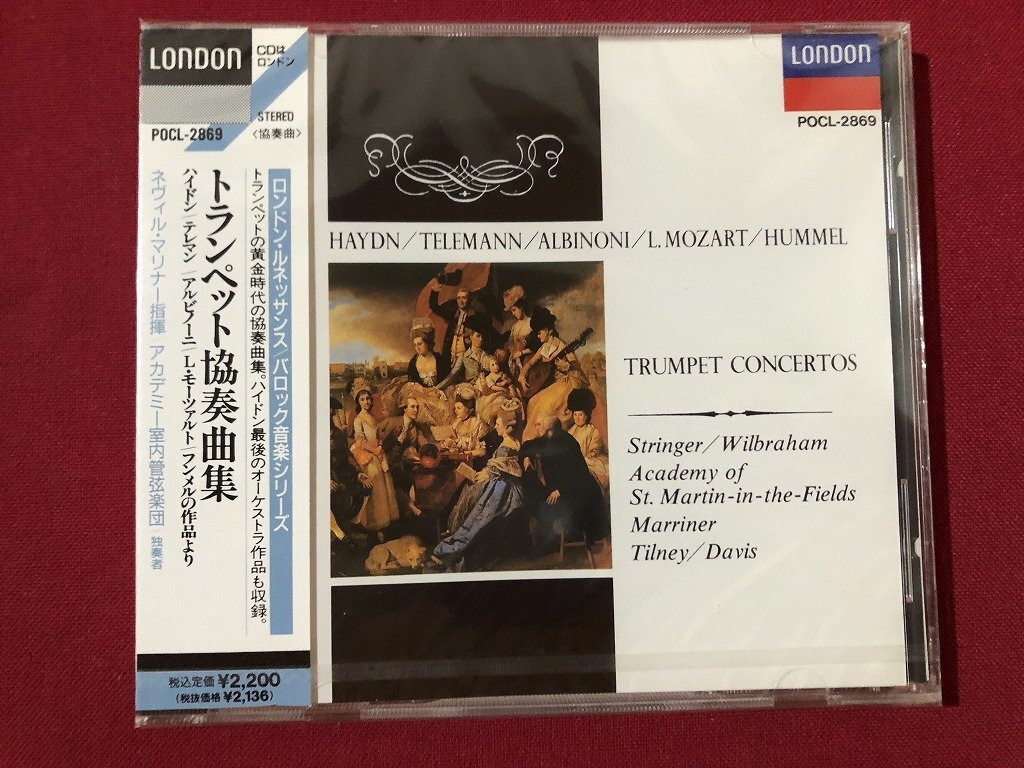 LONDON
CDは
ロンドン
STEREO
POCL-2869
〈協奏曲〉
ロンドン・ルネッサンス/バロック音楽シリーズ
トランペットの黄金時代の協奏曲集。ハイドン最後のオーケストラ作品も収録。
トランペット協奏曲集
ハイドン/テレマン/アルビノーニ/L・モーツァルト/フンメルの作品より
ネヴィル・マリナー指揮/アカデミー室内管弦楽団/独奏者
税込定価 ¥2,200
(税抜価格 ¥2,136)
LONDON
POCL-2869
HAYDN/TELEMANN/ALBINONI/L. MOZART/HUMMEL
TRUMPET CONCERTOS
Stringer/Wilbraham
Academy of
St. Martin-in-the-Fields
Marriner
Tilney/Davis